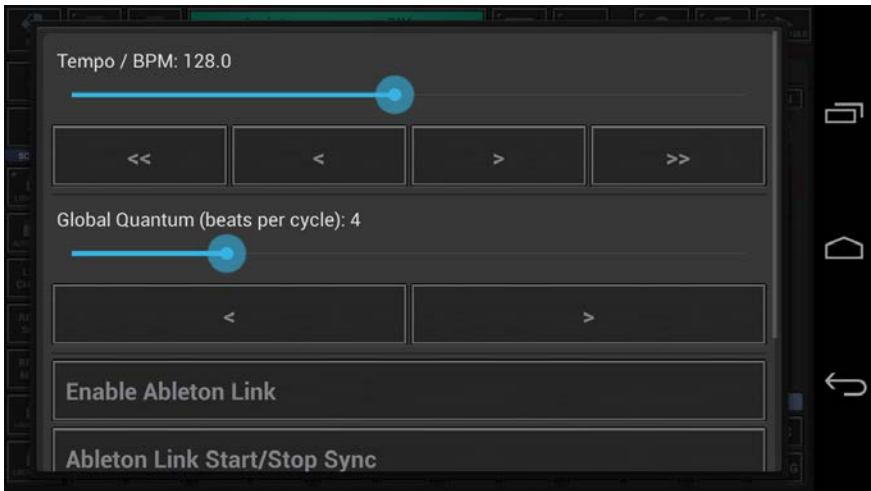 Tempo / BPM: 128.0
<< < > >>
Global Quantum (beats per cycle): 4
< >
Enable Ableton Link
Ableton Link Start/Stop Sync